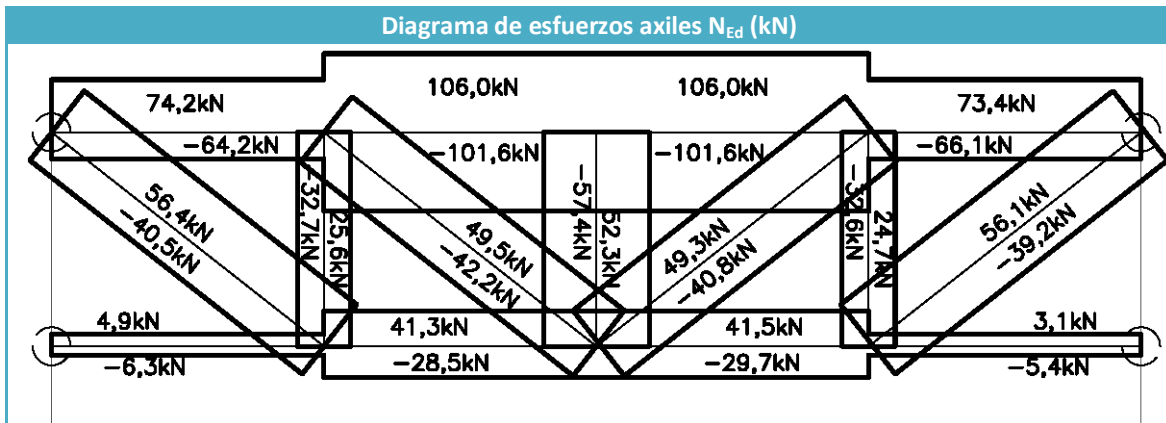 Diagrama de esfuerzos axiles NEd (kN)
106,0kN 106,0kN
74,2kN 73,4kN
−64,2kN −101,6kN −101,6kN −66,1kN
56,4kN
−40,5kN
−32,7kN
25,6kN
49,5kN
−42,2kN
−57,4kN
52,3kN
49,3kN
−40,8kN
−32,6kN
24,7kN
56,1kN
−39,2kN
4,9kN 41,3kN 41,5kN 3,1kN
−6,3kN −28,5kN −29,7kN −5,4kN